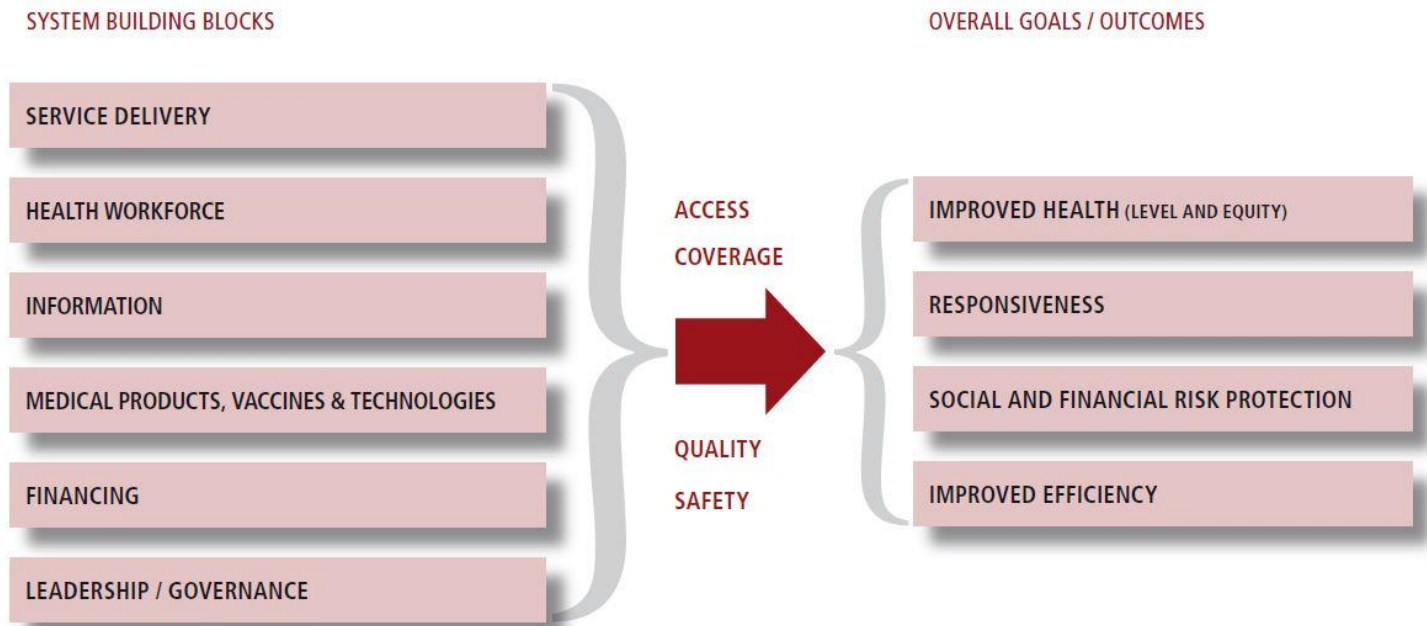 SYSTEM BUILDING BLOCKS
SERVICE DELIVERY
HEALTH WORKFORCE
INFORMATION
MEDICAL PRODUCTS, VACCINES & TECHNOLOGIES
FINANCING
LEADERSHIP / GOVERNANCE
ACCESS
COVERAGE
QUALITY
SAFETY
OVERALL GOALS / OUTCOMES
IMPROVED HEALTH (LEVEL AND EQUITY)
RESPONSIVENESS
SOCIAL AND FINANCIAL RISK PROTECTION
IMPROVED EFFICIENCY